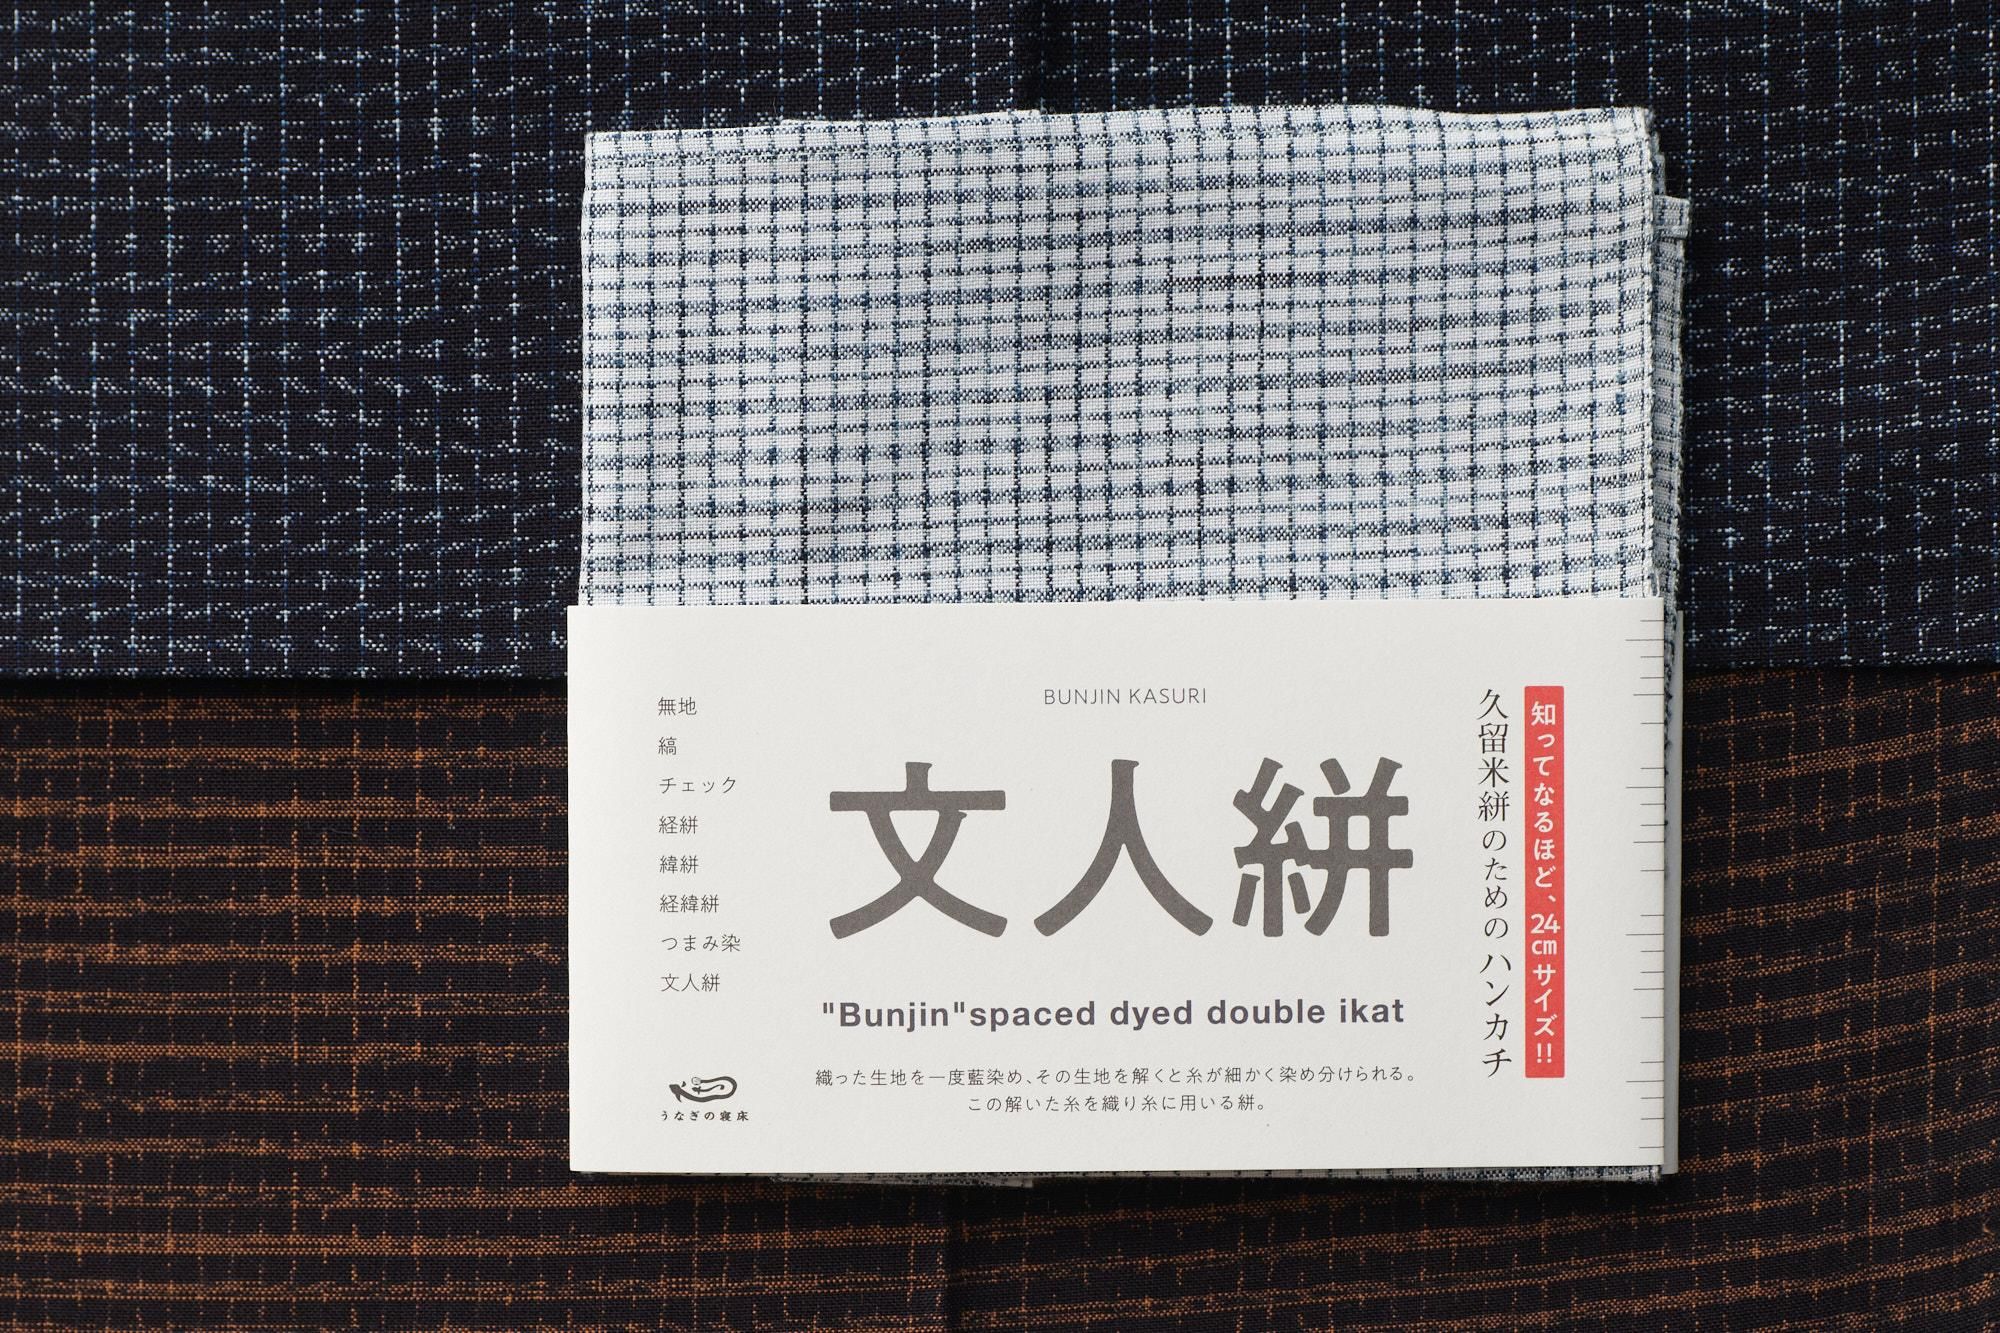 BUNJIN KASURI
文人絣
"Bunjin"spaced dyed double ikat
織った生地を一度藍染め、その生地を解くと糸が細かく染め分けられる。
この解いた糸を織り糸に用いる絣。
知ってなるほど、24cmサイズ!!
久留米絣のためのハンカチ
無地
縞
チェック
経絣
緯絣
経緯絣
つまみ染
文人絣
うなぎの寝床